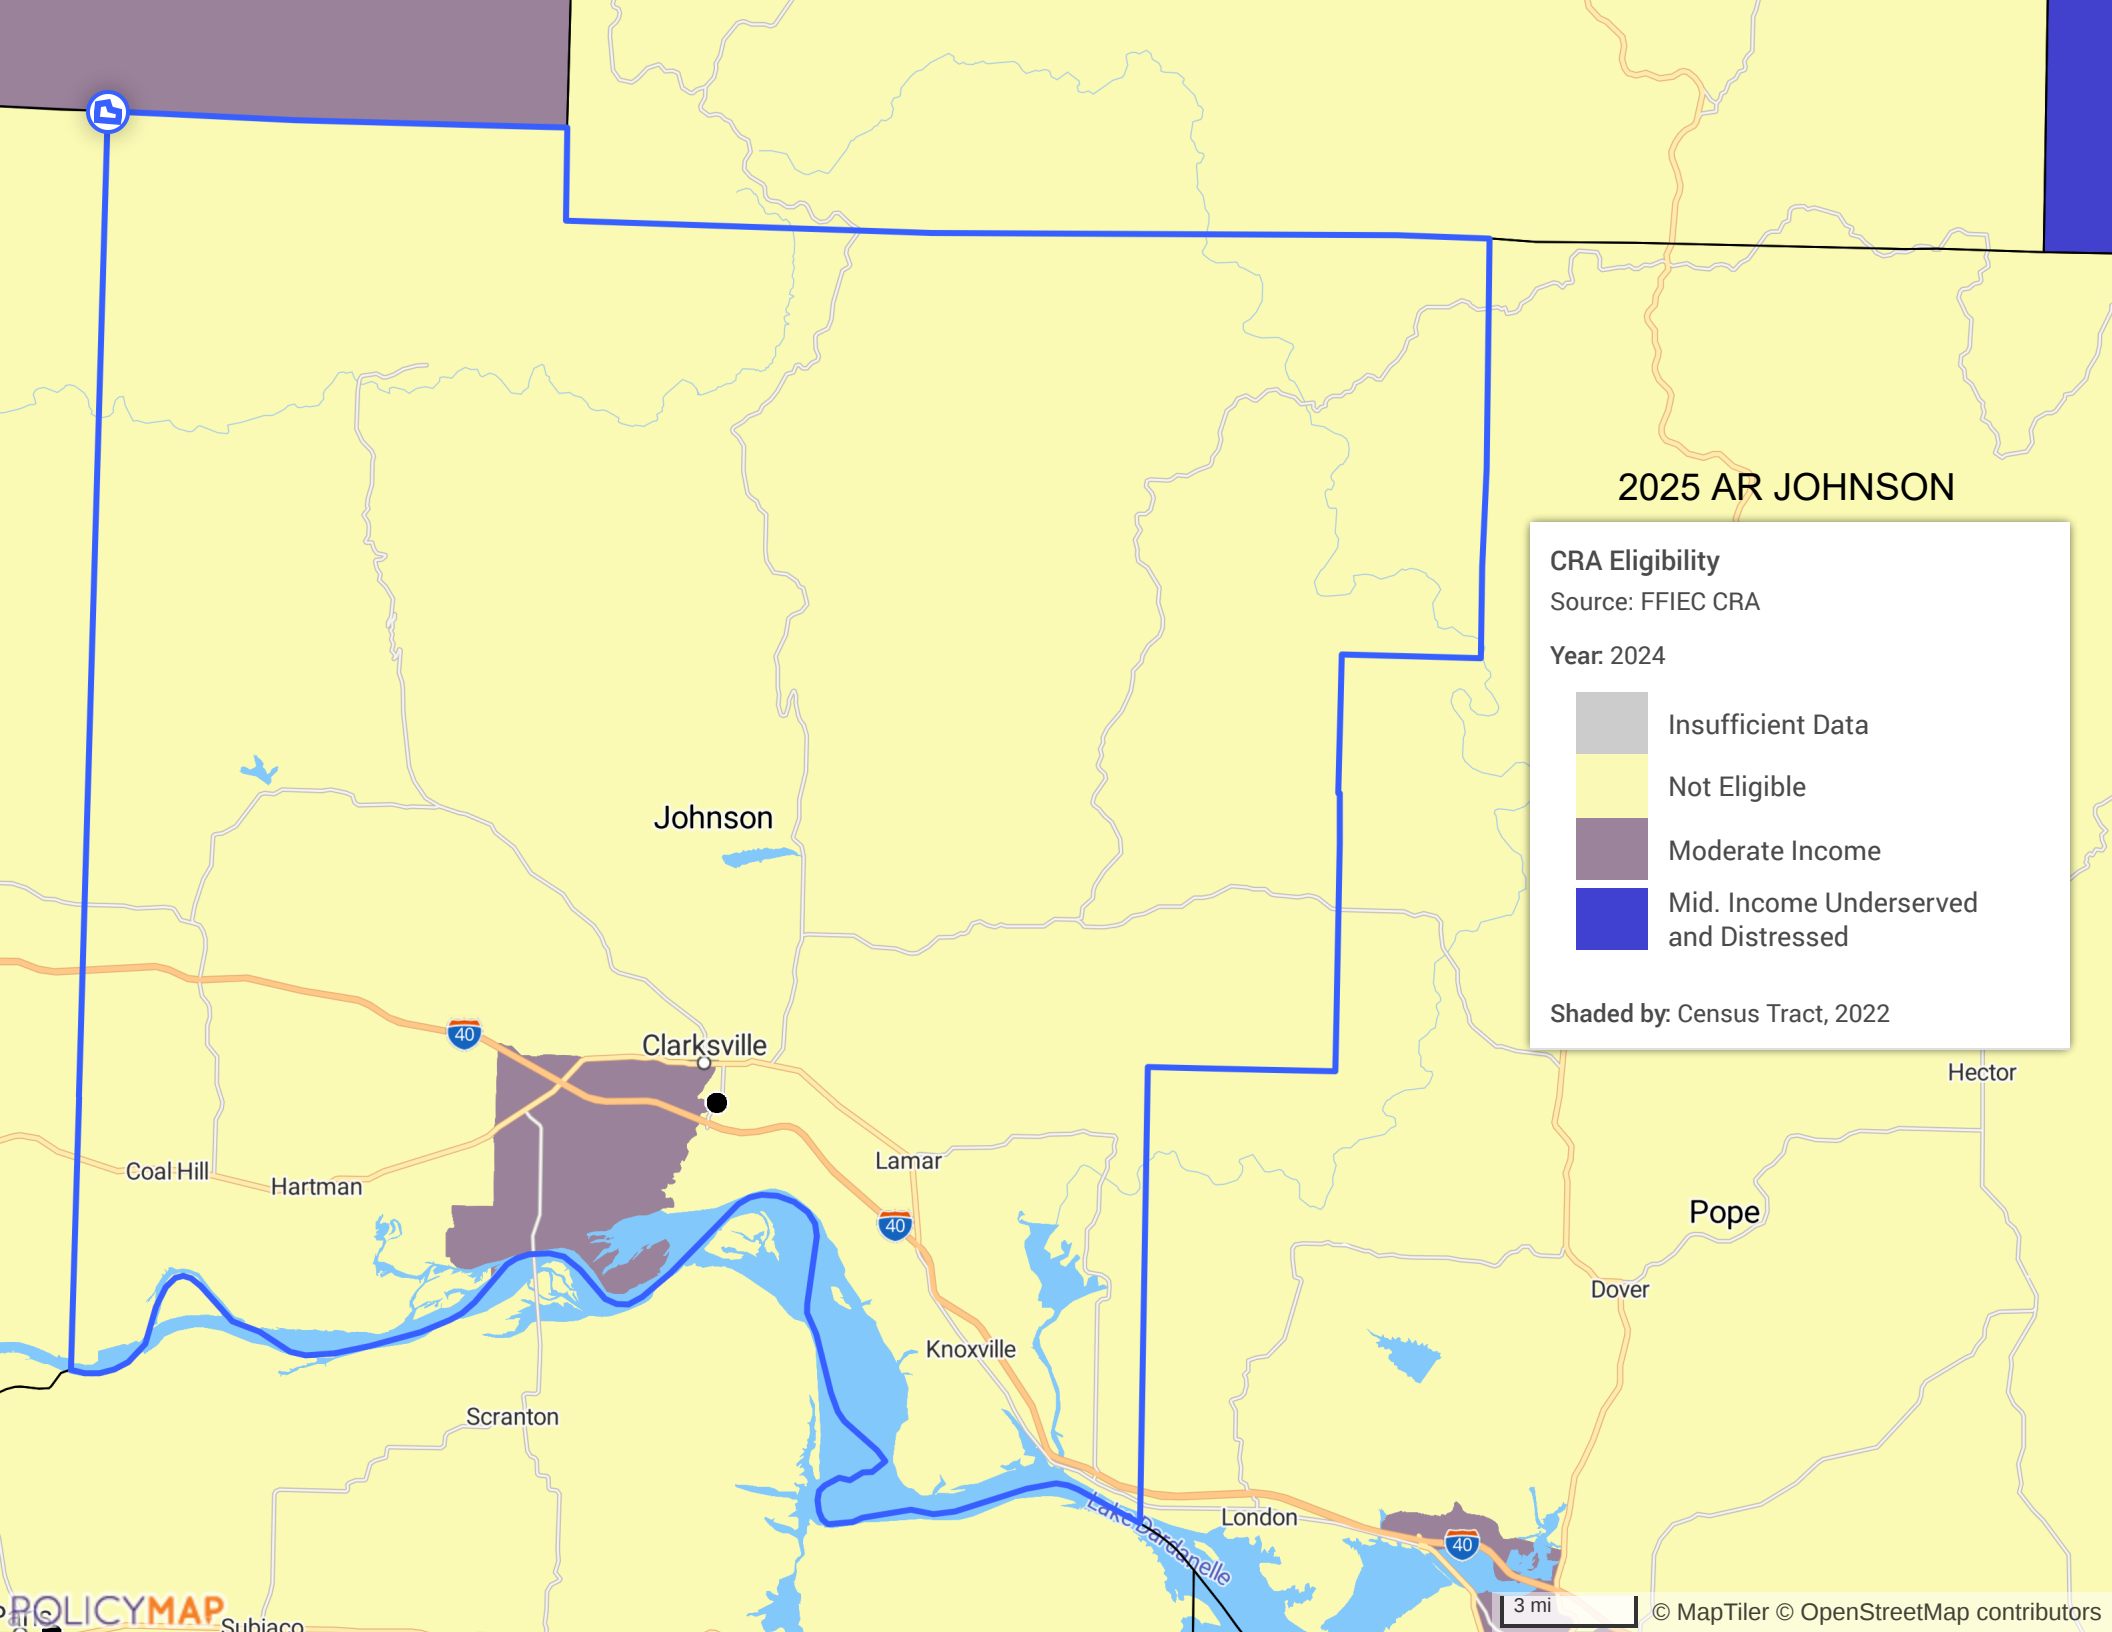 2025 AR JOHNSON
CRA Eligibility
Source: FFIEC CRA
Year: 2024
Insufficient Data
Not Eligible
Moderate Income
Mid. Income Underserved
and Distressed
Shaded by: Census Tract, 2022
Johnson
40
Clarksville
Hector
Coal Hill
Hartman
Lamar
40
Pope
Dover
Knoxville
Scranton
Lake Dardanelle
London
40
POLICYMAP
Paris
Subiaco
3 mi
© MapTiler © OpenStreetMap contributors